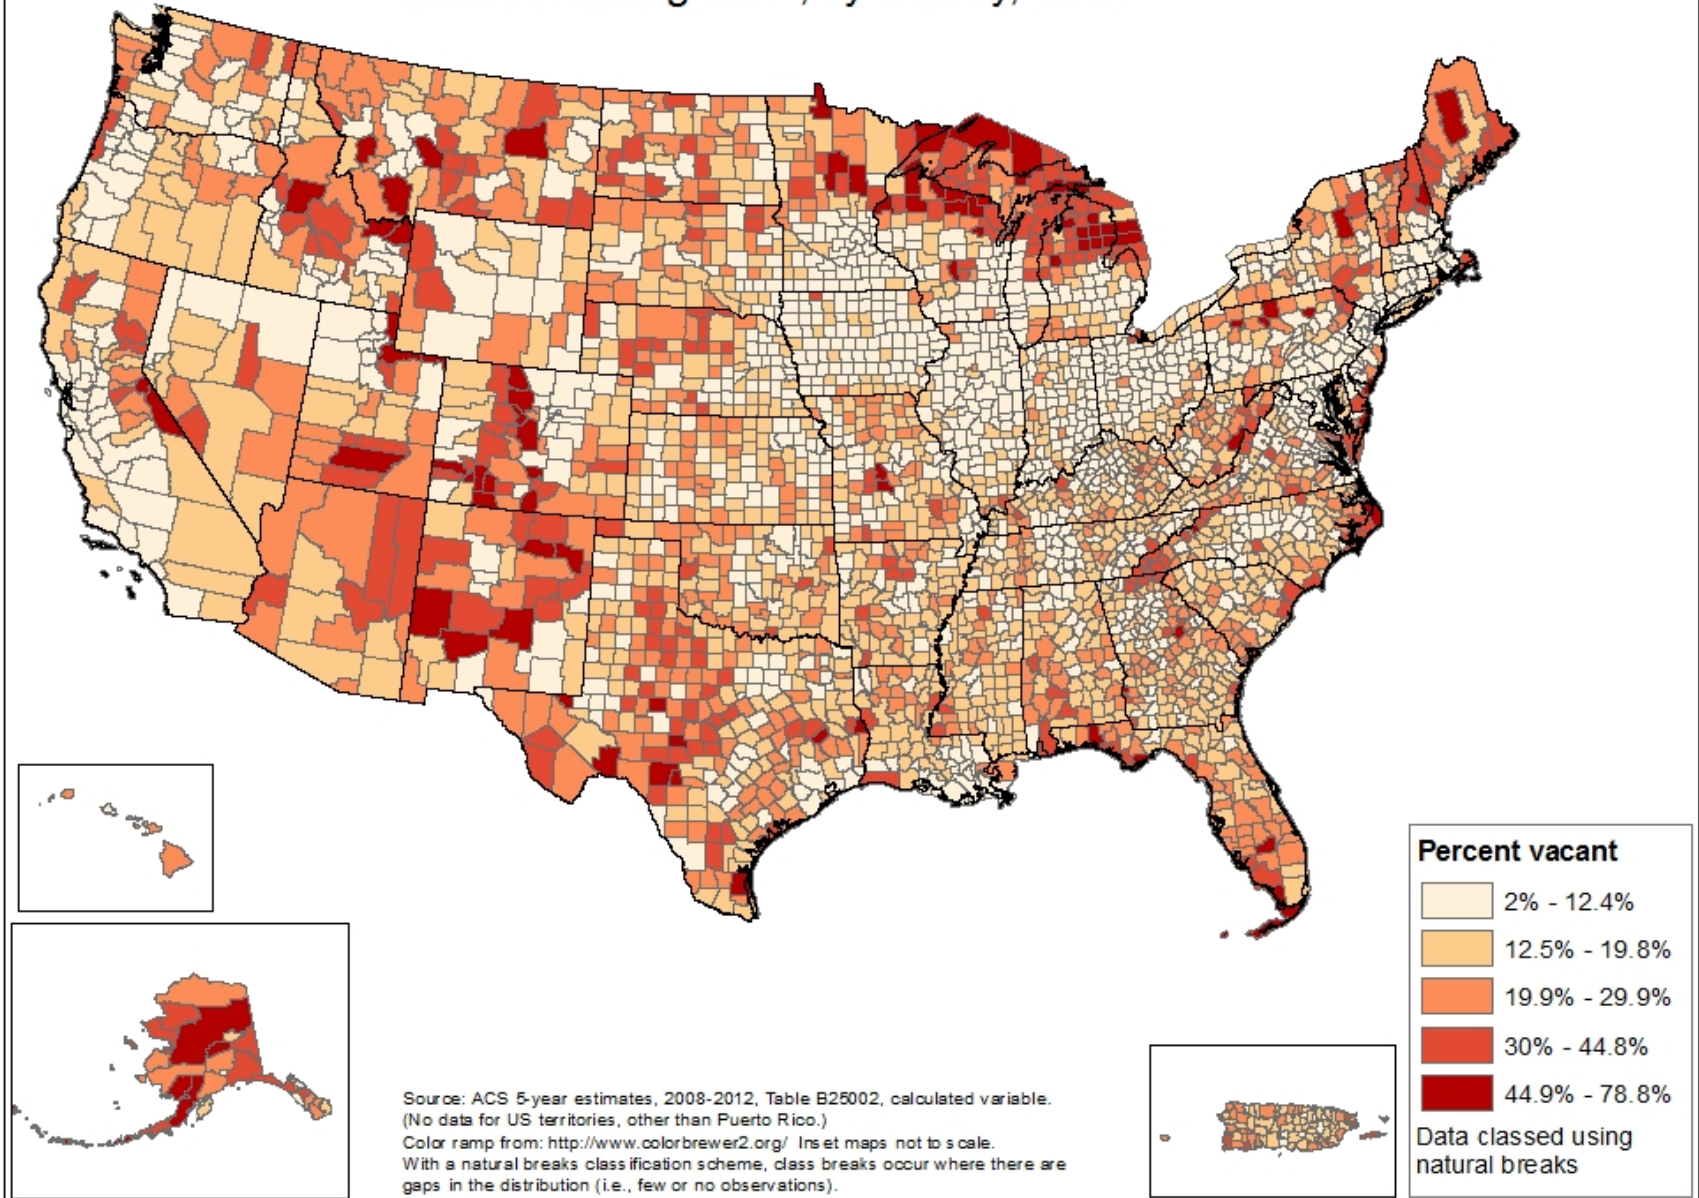 Percent vacant
2% - 12.4%
12.5% - 19.8%
19.9% - 29.9%
30% - 44.8%
44.9% - 78.8%
Data classed using
natural breaks
Source: ACS 5-year estimates, 2008-2012, Table B25002, calculated variable.
(No data for US territories, other than Puerto Rico.)
Color ramp from: http://www.colorbrewer2.org/ Inset maps not to scale.
With a natural breaks classification scheme, class breaks occur where there are
gaps in the distribution (i.e., few or no observations).